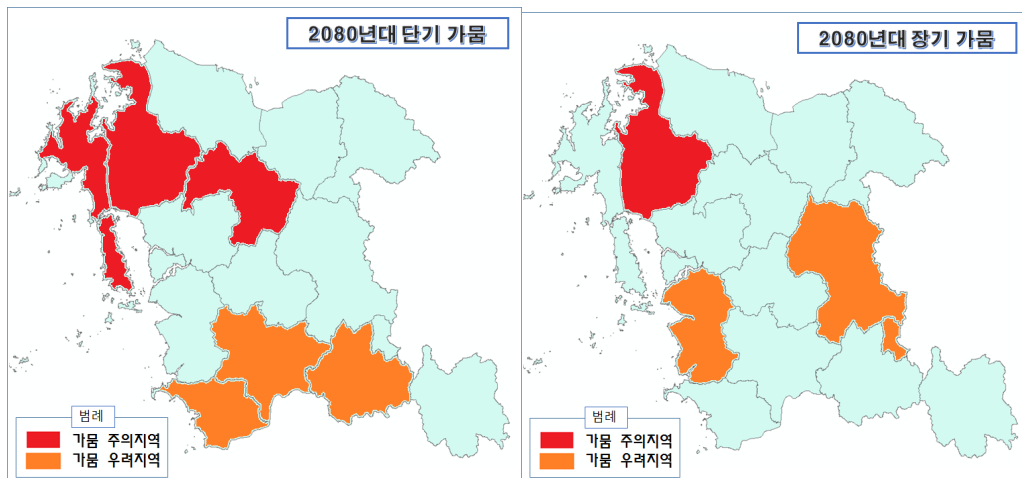 2080년대 단기 가뭄
범례
가뭄 주의지역
가뭄 우려지역
2080년대 장기 가뭄
범례
가뭄 주의지역
가뭄 우려지역